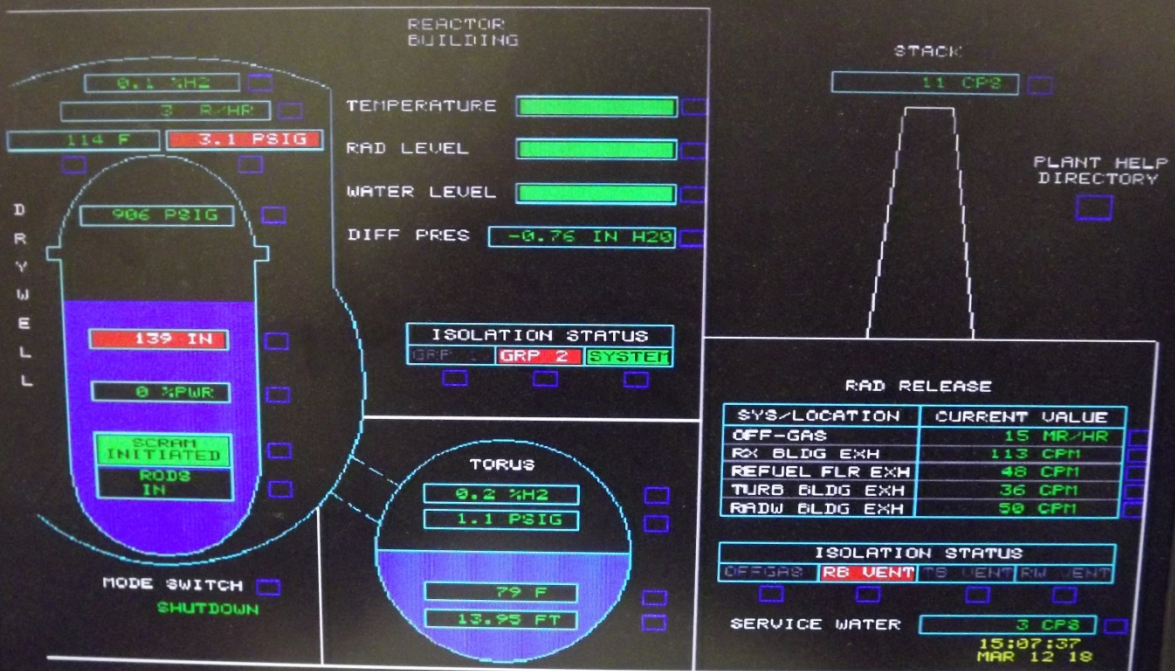 REACTOR
BUILDING
STACK
0.1 %H2
11 CPS
3 R/HR
TEMPERATURE
114 F
3.1 PSIG
RAD LEVEL
PLANT HELP
DIRECTORY
WATER LEVEL
906 PSIG
DIFF PRES -0.76 IN H2O
DRYWELL
139 IN
ISOLATION STATUS
GRP 1 GRP 2 SYSTEM
0 %PWR
SCRAM
INITIATED
RODS
IN
MODE SWITCH
SHUTDOWN
TORUS
0.2 %H2
1.1 PSIG
79 F
13.95 FT
RAD RELEASE
SYS/LOCATION CURRENT VALUE
OFF-GAS 15 MR/HR
RX BLDG EXH 113 CPM
REFUEL FLR EXH 48 CPM
TURB BLDG EXH 36 CPM
RADW BLDG EXH 50 CPM
ISOLATION STATUS
OFFGAS RB VENT TB VENT RW VENT
SERVICE WATER 3 CPS
15:07:37
MAR 12 18